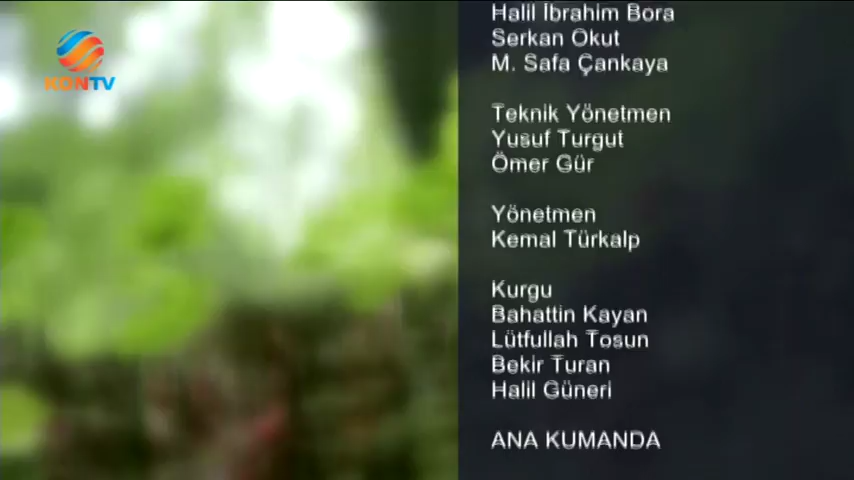 KONTV
Halil İbrahim Bora
Serkan Okut
M. Safa Çankaya
Teknik Yönetmen
Yusuf Turgut
Ömer Gür
Yönetmen
Kemal Türkalp
Kurgu
Bahattin Kayan
Lütfullah Tosun
Bekir Turan
Halil Güneri
ANA KUMANDA